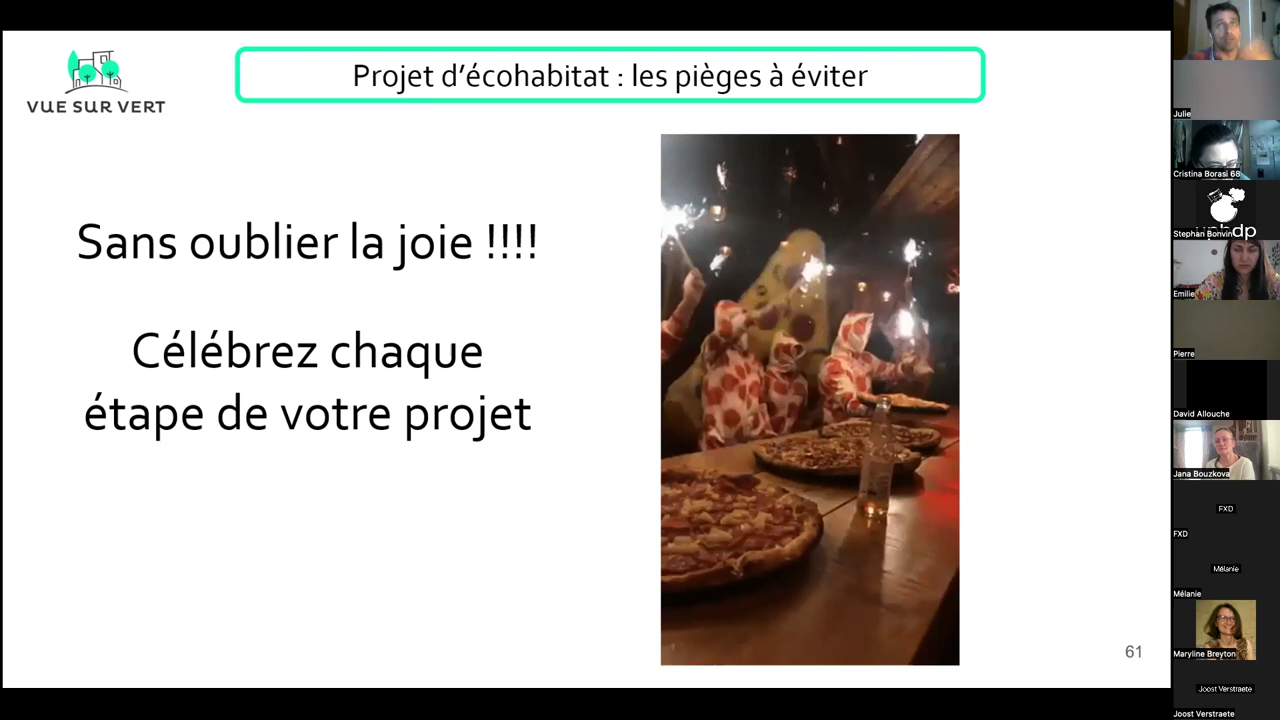 VUE SUR VERT
Projet d'écohabitat : les pièges à éviter
Sans oublier la joie !!!!
Célébrez chaque
étape de votre projet
61
Julie
Cristina Borasi 68
Stephan Bonvin
Emilie
Pierre
David Allouche
Jana Bouzkova
FXD
FXD
Mélanie
Mélanie
Maryline Breyton
Joost Verstraete
Joost Verstraete